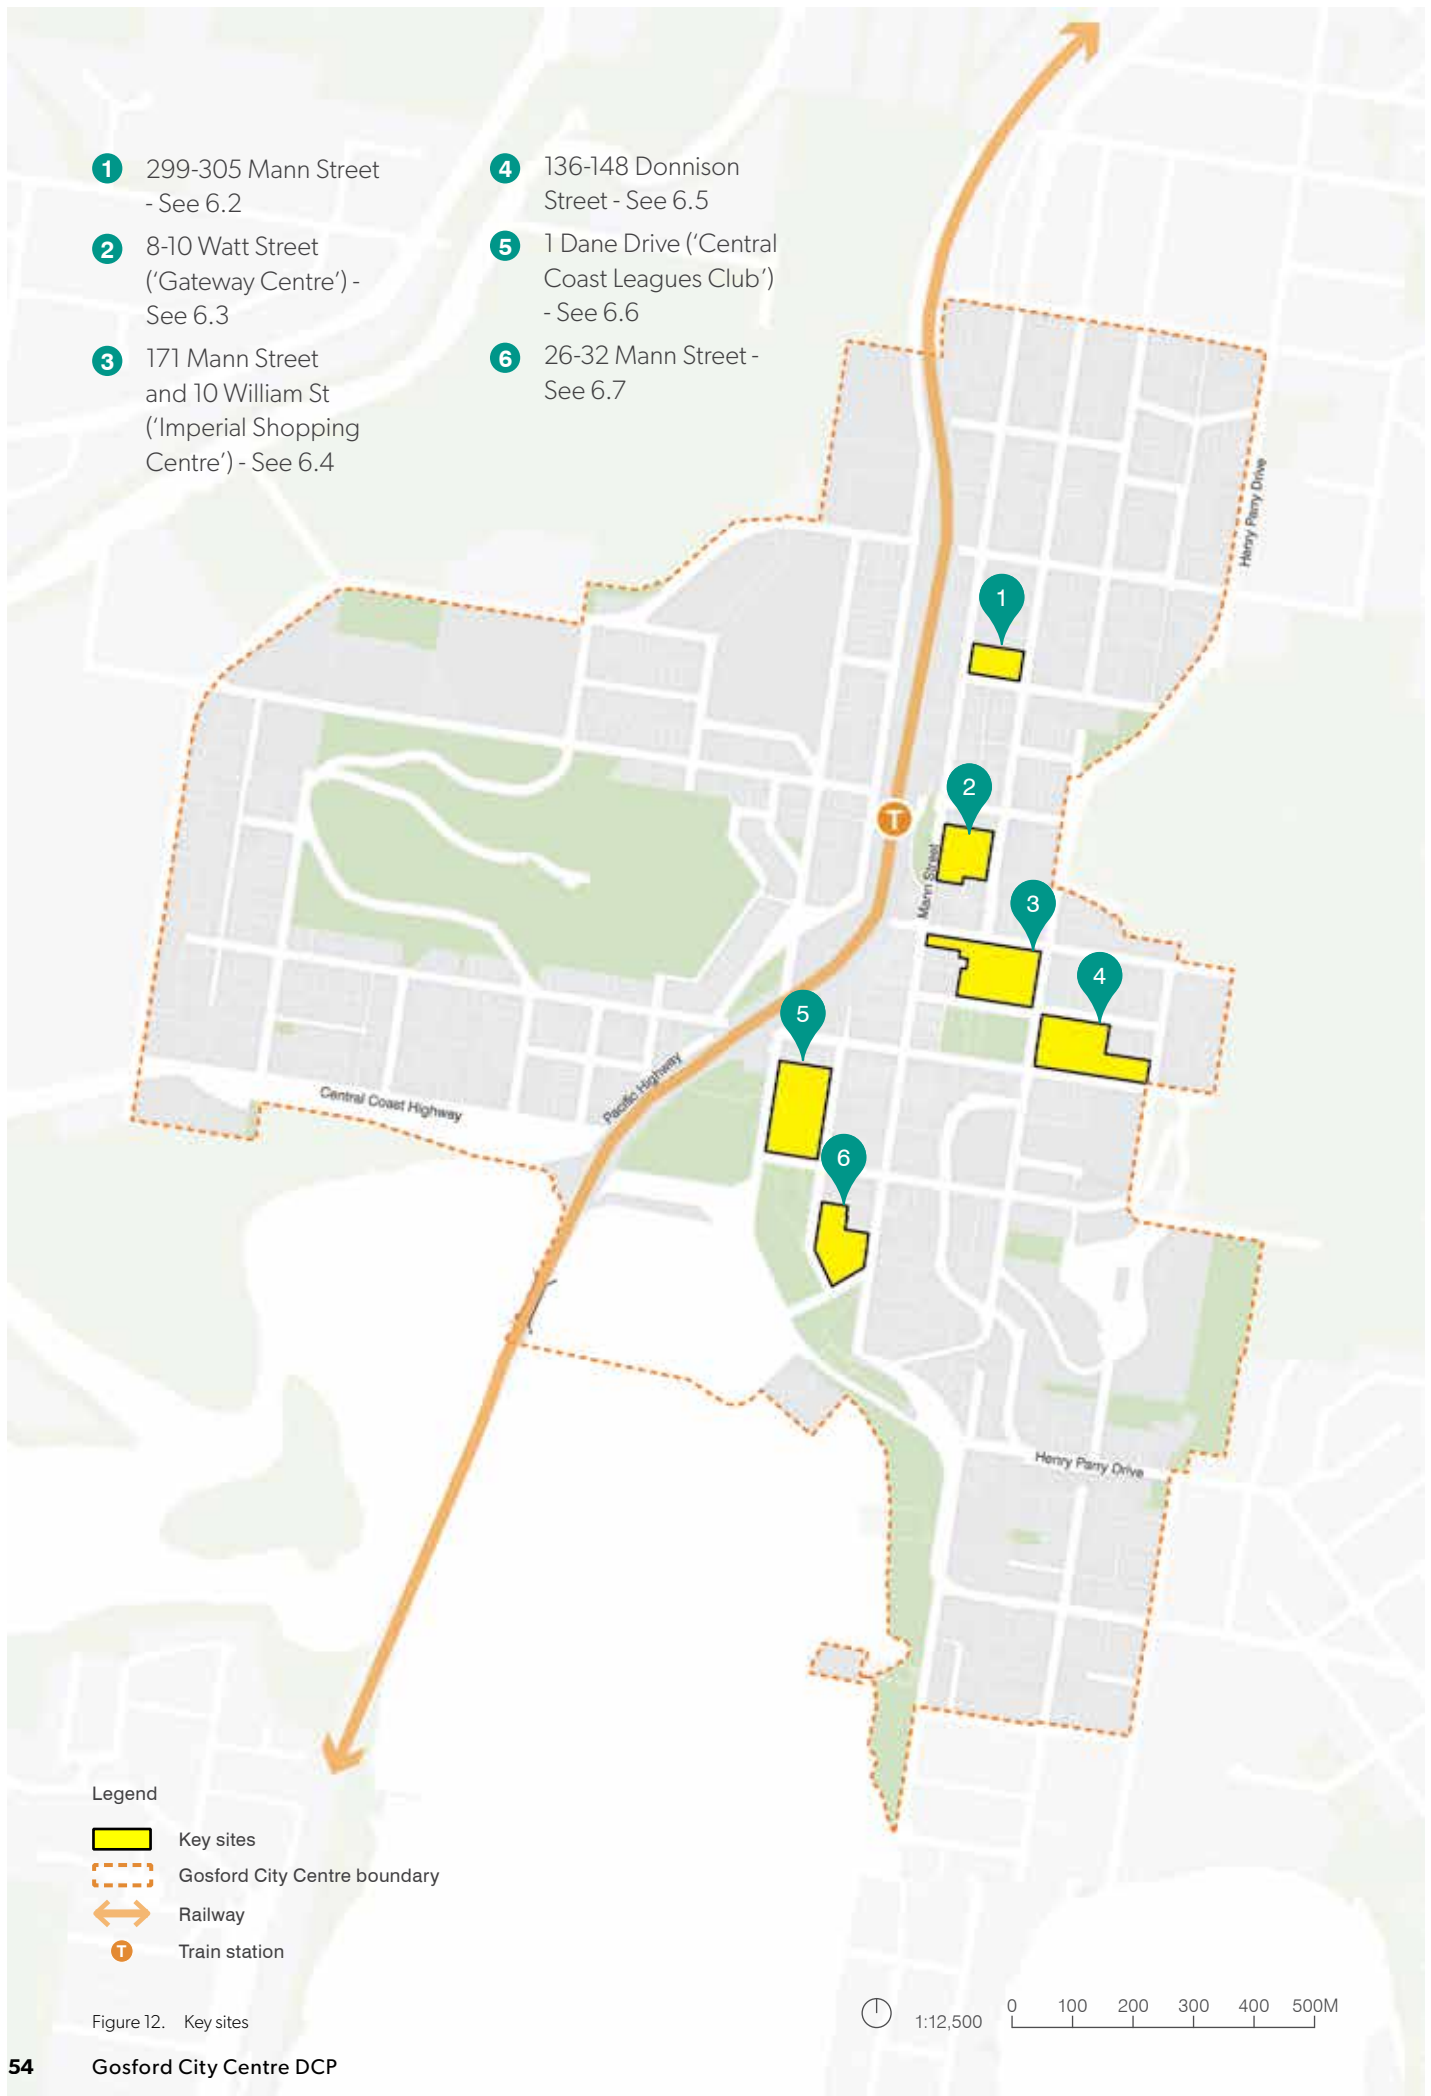 1 299-305 Mann Street
- See 6.2
2 8-10 Watt Street
(‘Gateway Centre’) -
See 6.3
3 171 Mann Street
and 10 William St
(‘Imperial Shopping
Centre’) - See 6.4
4 136-148 Donnison
Street - See 6.5
5 1 Dane Drive (‘Central
Coast Leagues Club’)
- See 6.6
6 26-32 Mann Street -
See 6.7
Henry Parry Drive
1
2
T
Mann Street
3
4
5
Pacific Highway
Central Coast Highway
6
Henry Parry Drive
Legend
Key sites
Gosford City Centre boundary
Railway
T Train station
Figure 12. Key sites
1:12,500
0 100 200 300 400 500M
54 Gosford City Centre DCP